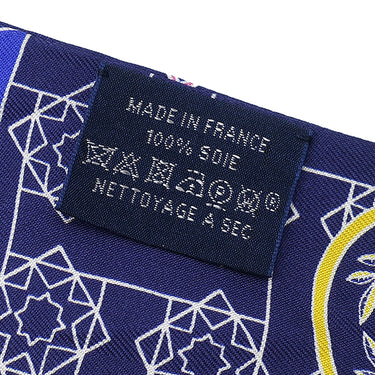 MADE IN FRANCE
100% SOIE
P W ®
NETTOYAGE À SEC